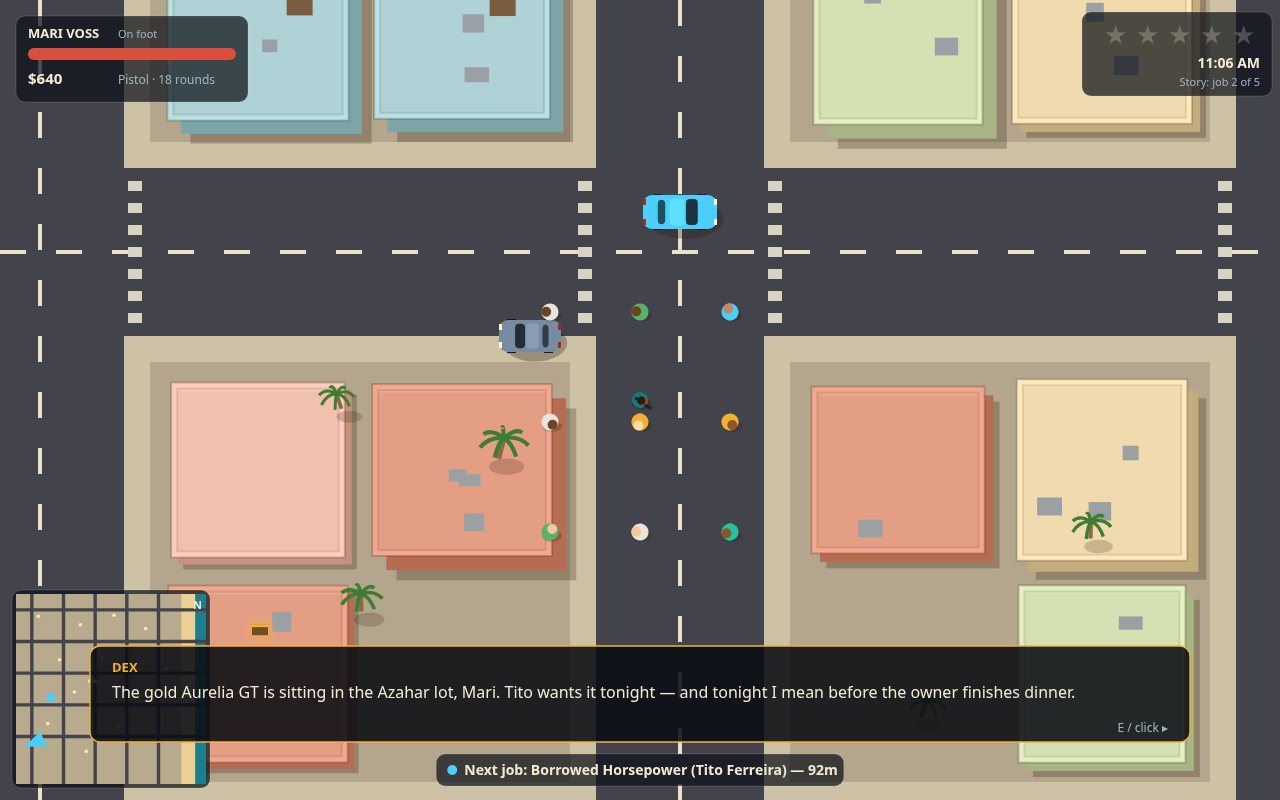 MARI VOSS On foot
$640 Pistol · 18 rounds
★ ★ ★ ★ ★
11:06 AM
Story: job 2 of 5
N
DEX
The gold Aurelia GT is sitting in the Azahar lot, Mari. Tito wants it tonight — and tonight I mean before the owner finishes dinner.
E / click ▸
Next job: Borrowed Horsepower (Tito Ferreira) — 92m